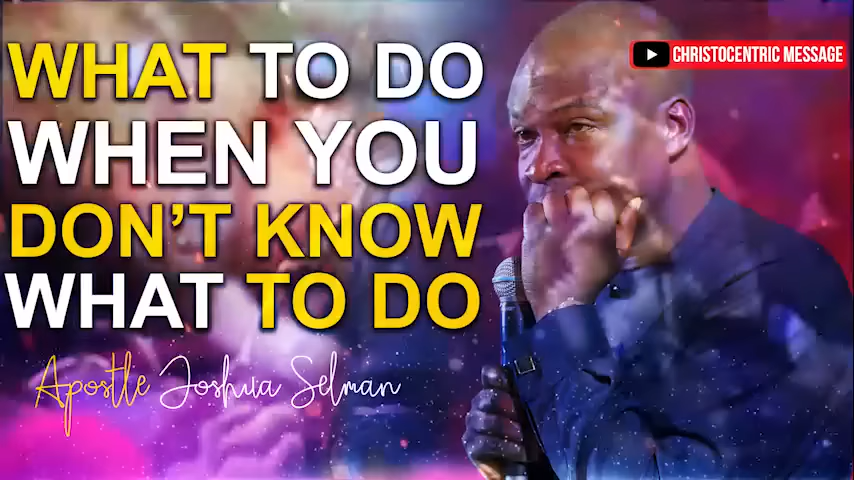 WHAT TO DO
WHEN YOU
DON'T KNOW
WHAT TO DO
Apostle Joshua Selman
CHRISTOCENTRIC MESSAGE